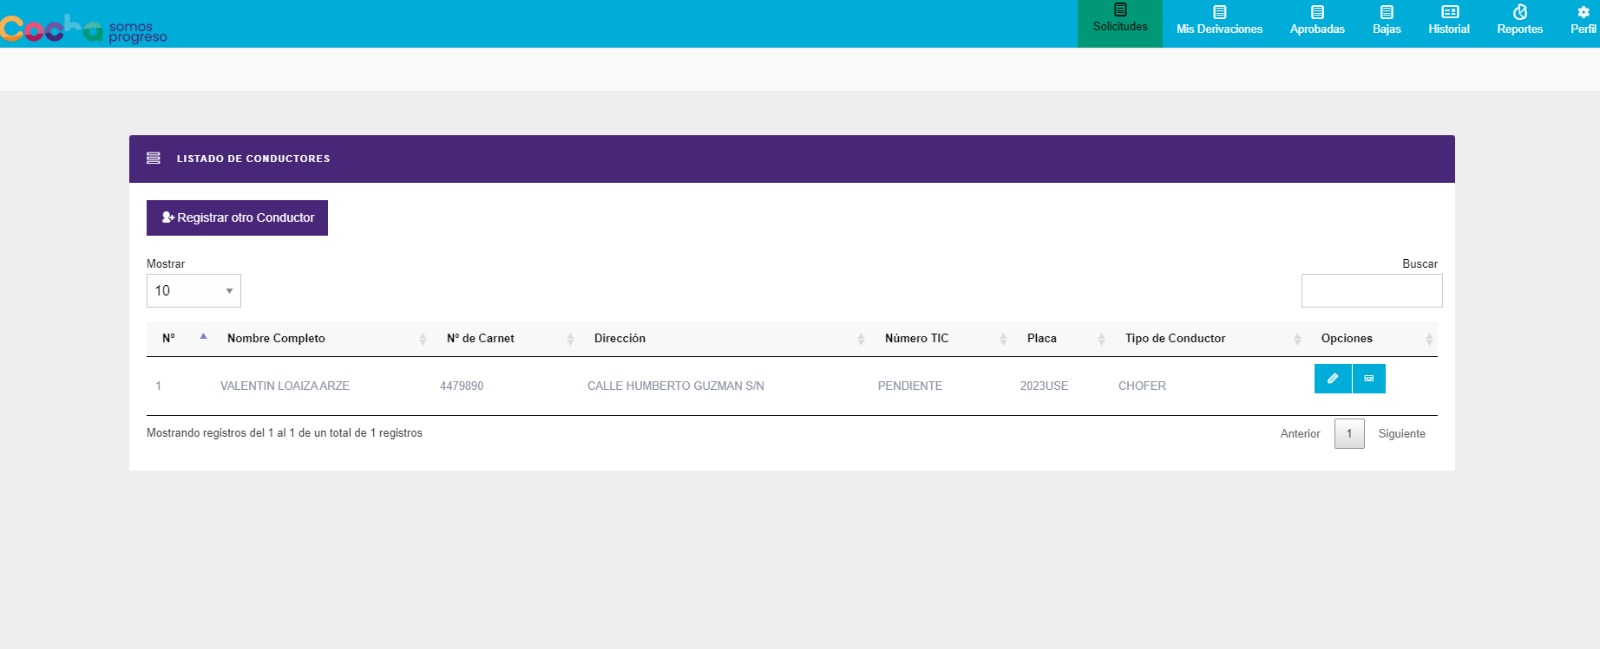 Cocha somos progreso
Solicitudes
Mis Derivaciones
Aprobadas
Bajas
Historial
Reportes
Perfil
LISTADO DE CONDUCTORES
Registrar otro Conductor
Mostrar
Buscar
10
Nº Nombre Completo Nº de Carnet Dirección Número TIC Placa Tipo de Conductor Opciones
1 VALENTIN LOAIZA ARZE 4479890 CALLE HUMBERTO GUZMAN S/N PENDIENTE 2023USE CHOFER
Mostrando registros del 1 al 1 de un total de 1 registros
Anterior 1 Siguiente